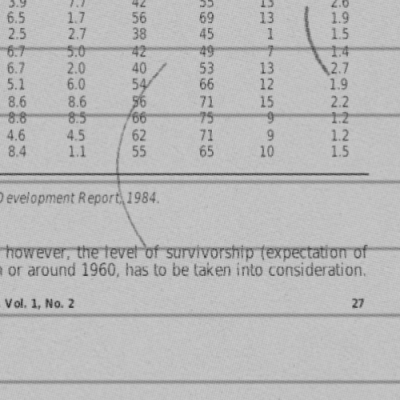 3.9 7.7 42 55 13 2.6
6.5 1.7 56 69 13 1.9
2.5 2.7 38 45 1 1.5
6.7 5.0 42 49 7 1.4
6.7 2.0 40 53 13 2.7
5.1 6.0 54 66 12 1.9
8.6 8.6 56 71 15 2.2
8.8 8.5 66 75 9 1.2
4.6 4.5 62 71 9 1.2
8.4 1.1 55 65 10 1.5
Development Report, 1984.
however, the level of survivorship (expectation of
or around 1960, has to be taken into consideration.
Vol. 1, No. 2 27